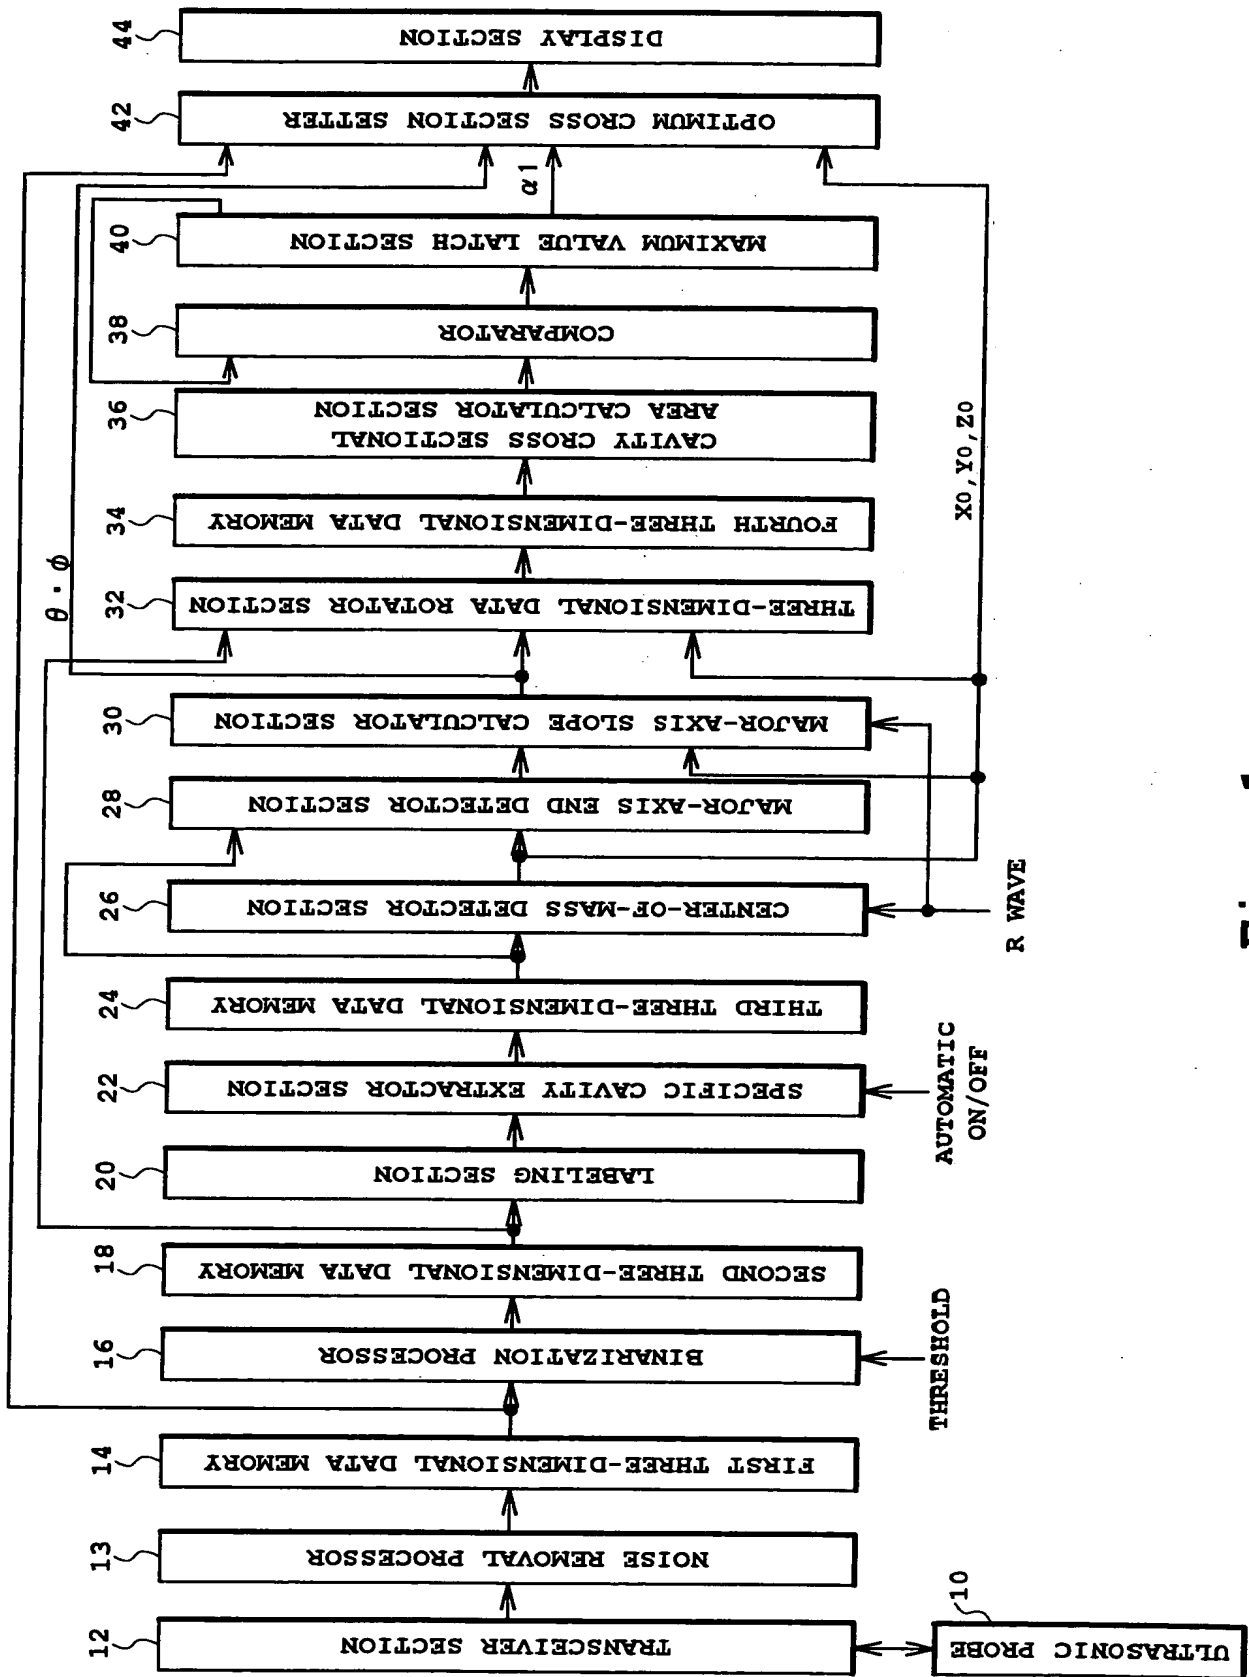 10
ULTRASONIC PROBE
12
TRANSCEIVER SECTION
13
NOISE REMOVAL PROCESSOR
14
FIRST THREE-DIMENSIONAL DATA MEMORY
16
BINARIZATION PROCESSOR
THRESHOLD
18
SECOND THREE-DIMENSIONAL DATA MEMORY
20
LABELING SECTION
22
SPECIFIC CAVITY EXTRACTOR SECTION
AUTOMATIC
ON/OFF
24
THIRD THREE-DIMENSIONAL DATA MEMORY
26
CENTER-OF-MASS DETECTOR SECTION
R WAVE
28
MAJOR-AXIS END DETECTOR SECTION
30
MAJOR-AXIS SLOPE CALCULATOR SECTION
32
THREE-DIMENSIONAL DATA ROTATOR SECTION
θ・φ
34
FOURTH THREE-DIMENSIONAL DATA MEMORY
36
CAVITY CROSS SECTIONAL
AREA CALCULATOR SECTION
X0,Y0,Z0
38
COMPARATOR
40
MAXIMUM VALUE LATCH SECTION
α1
42
OPTIMUM CROSS SECTION SETTER
44
DISPLAY SECTION